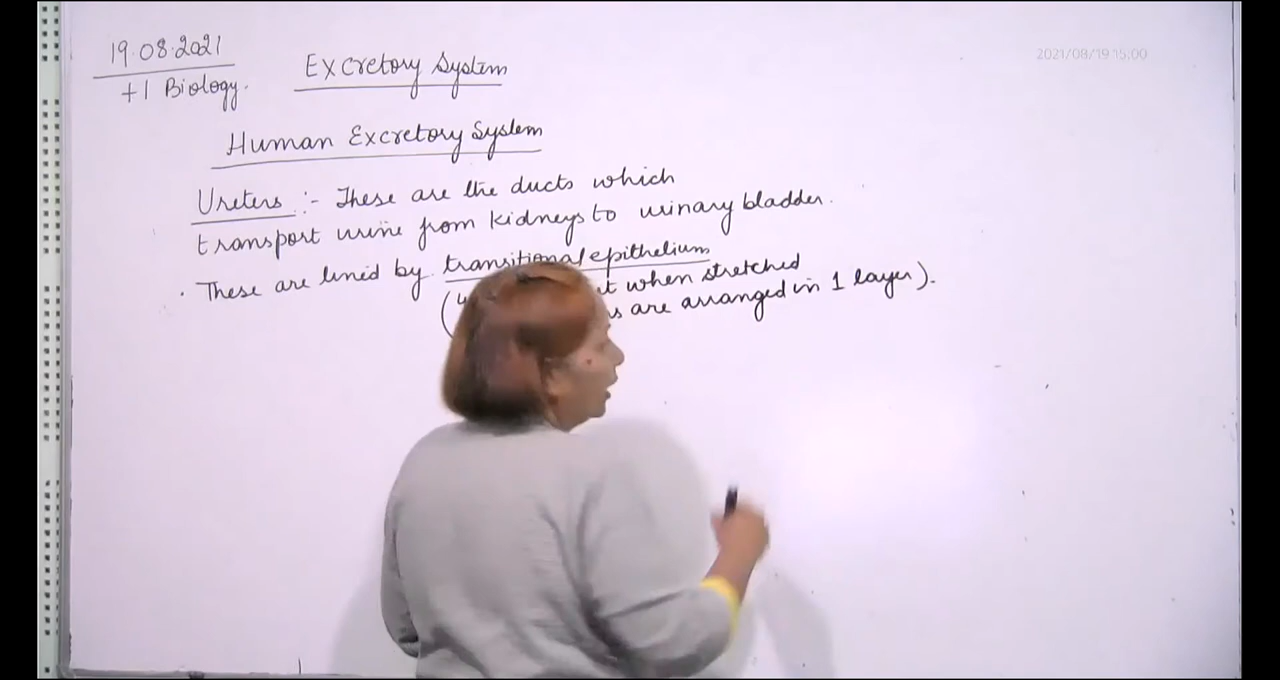 19.08.2021
+1 Biology.
Excretory System
2021/08/19 15:00
Human Excretory System
Ureters :- These are the ducts which
transport urine from kidneys to urinary bladder.
. These are lined by transitional epithelium
( when stretched
are arranged in 1 layer).